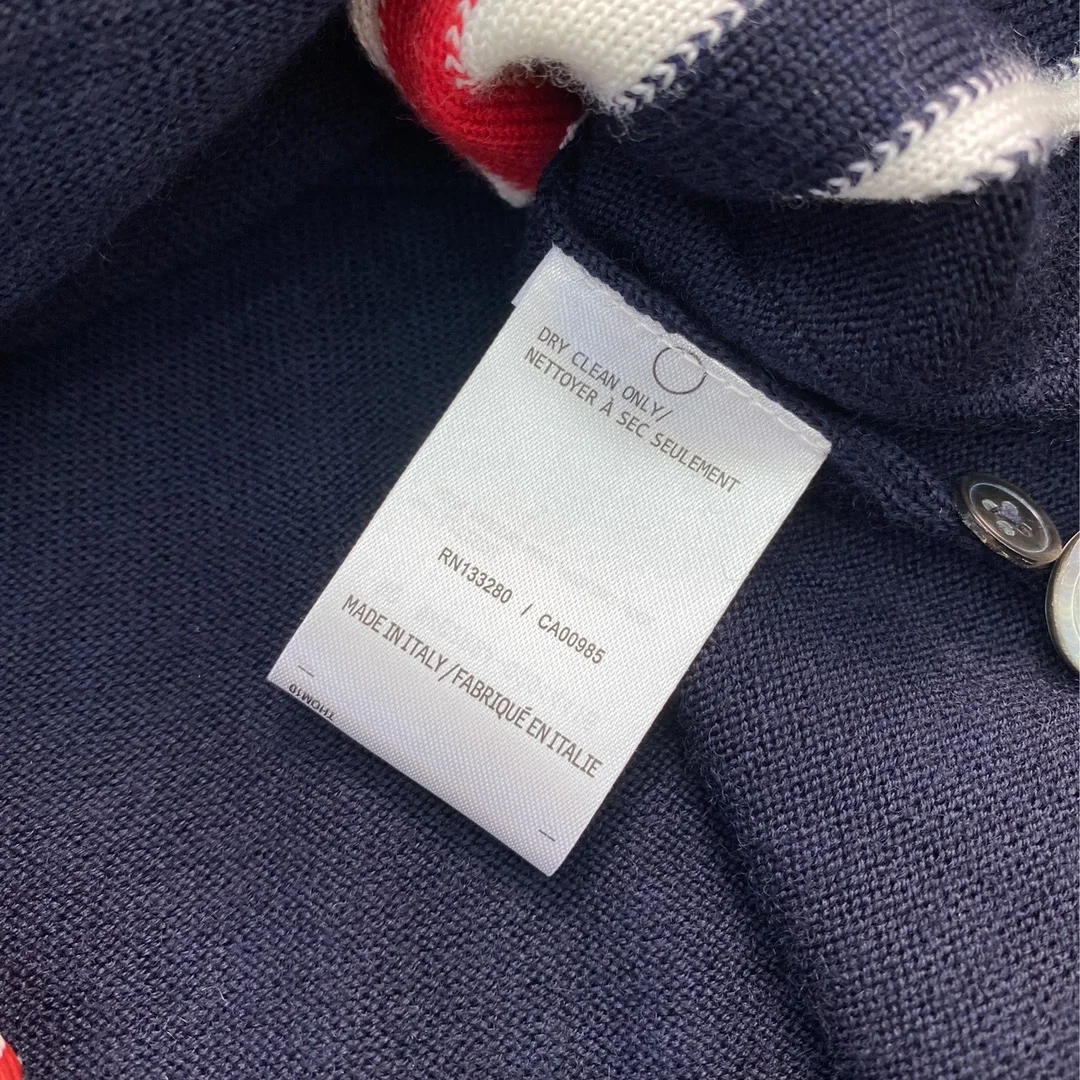 DRY CLEAN ONLY/
NETTOYER À SEC SEULEMENT
RN133280 / CA00985
MADE IN ITALY/FABRIQUÉ EN ITALIE